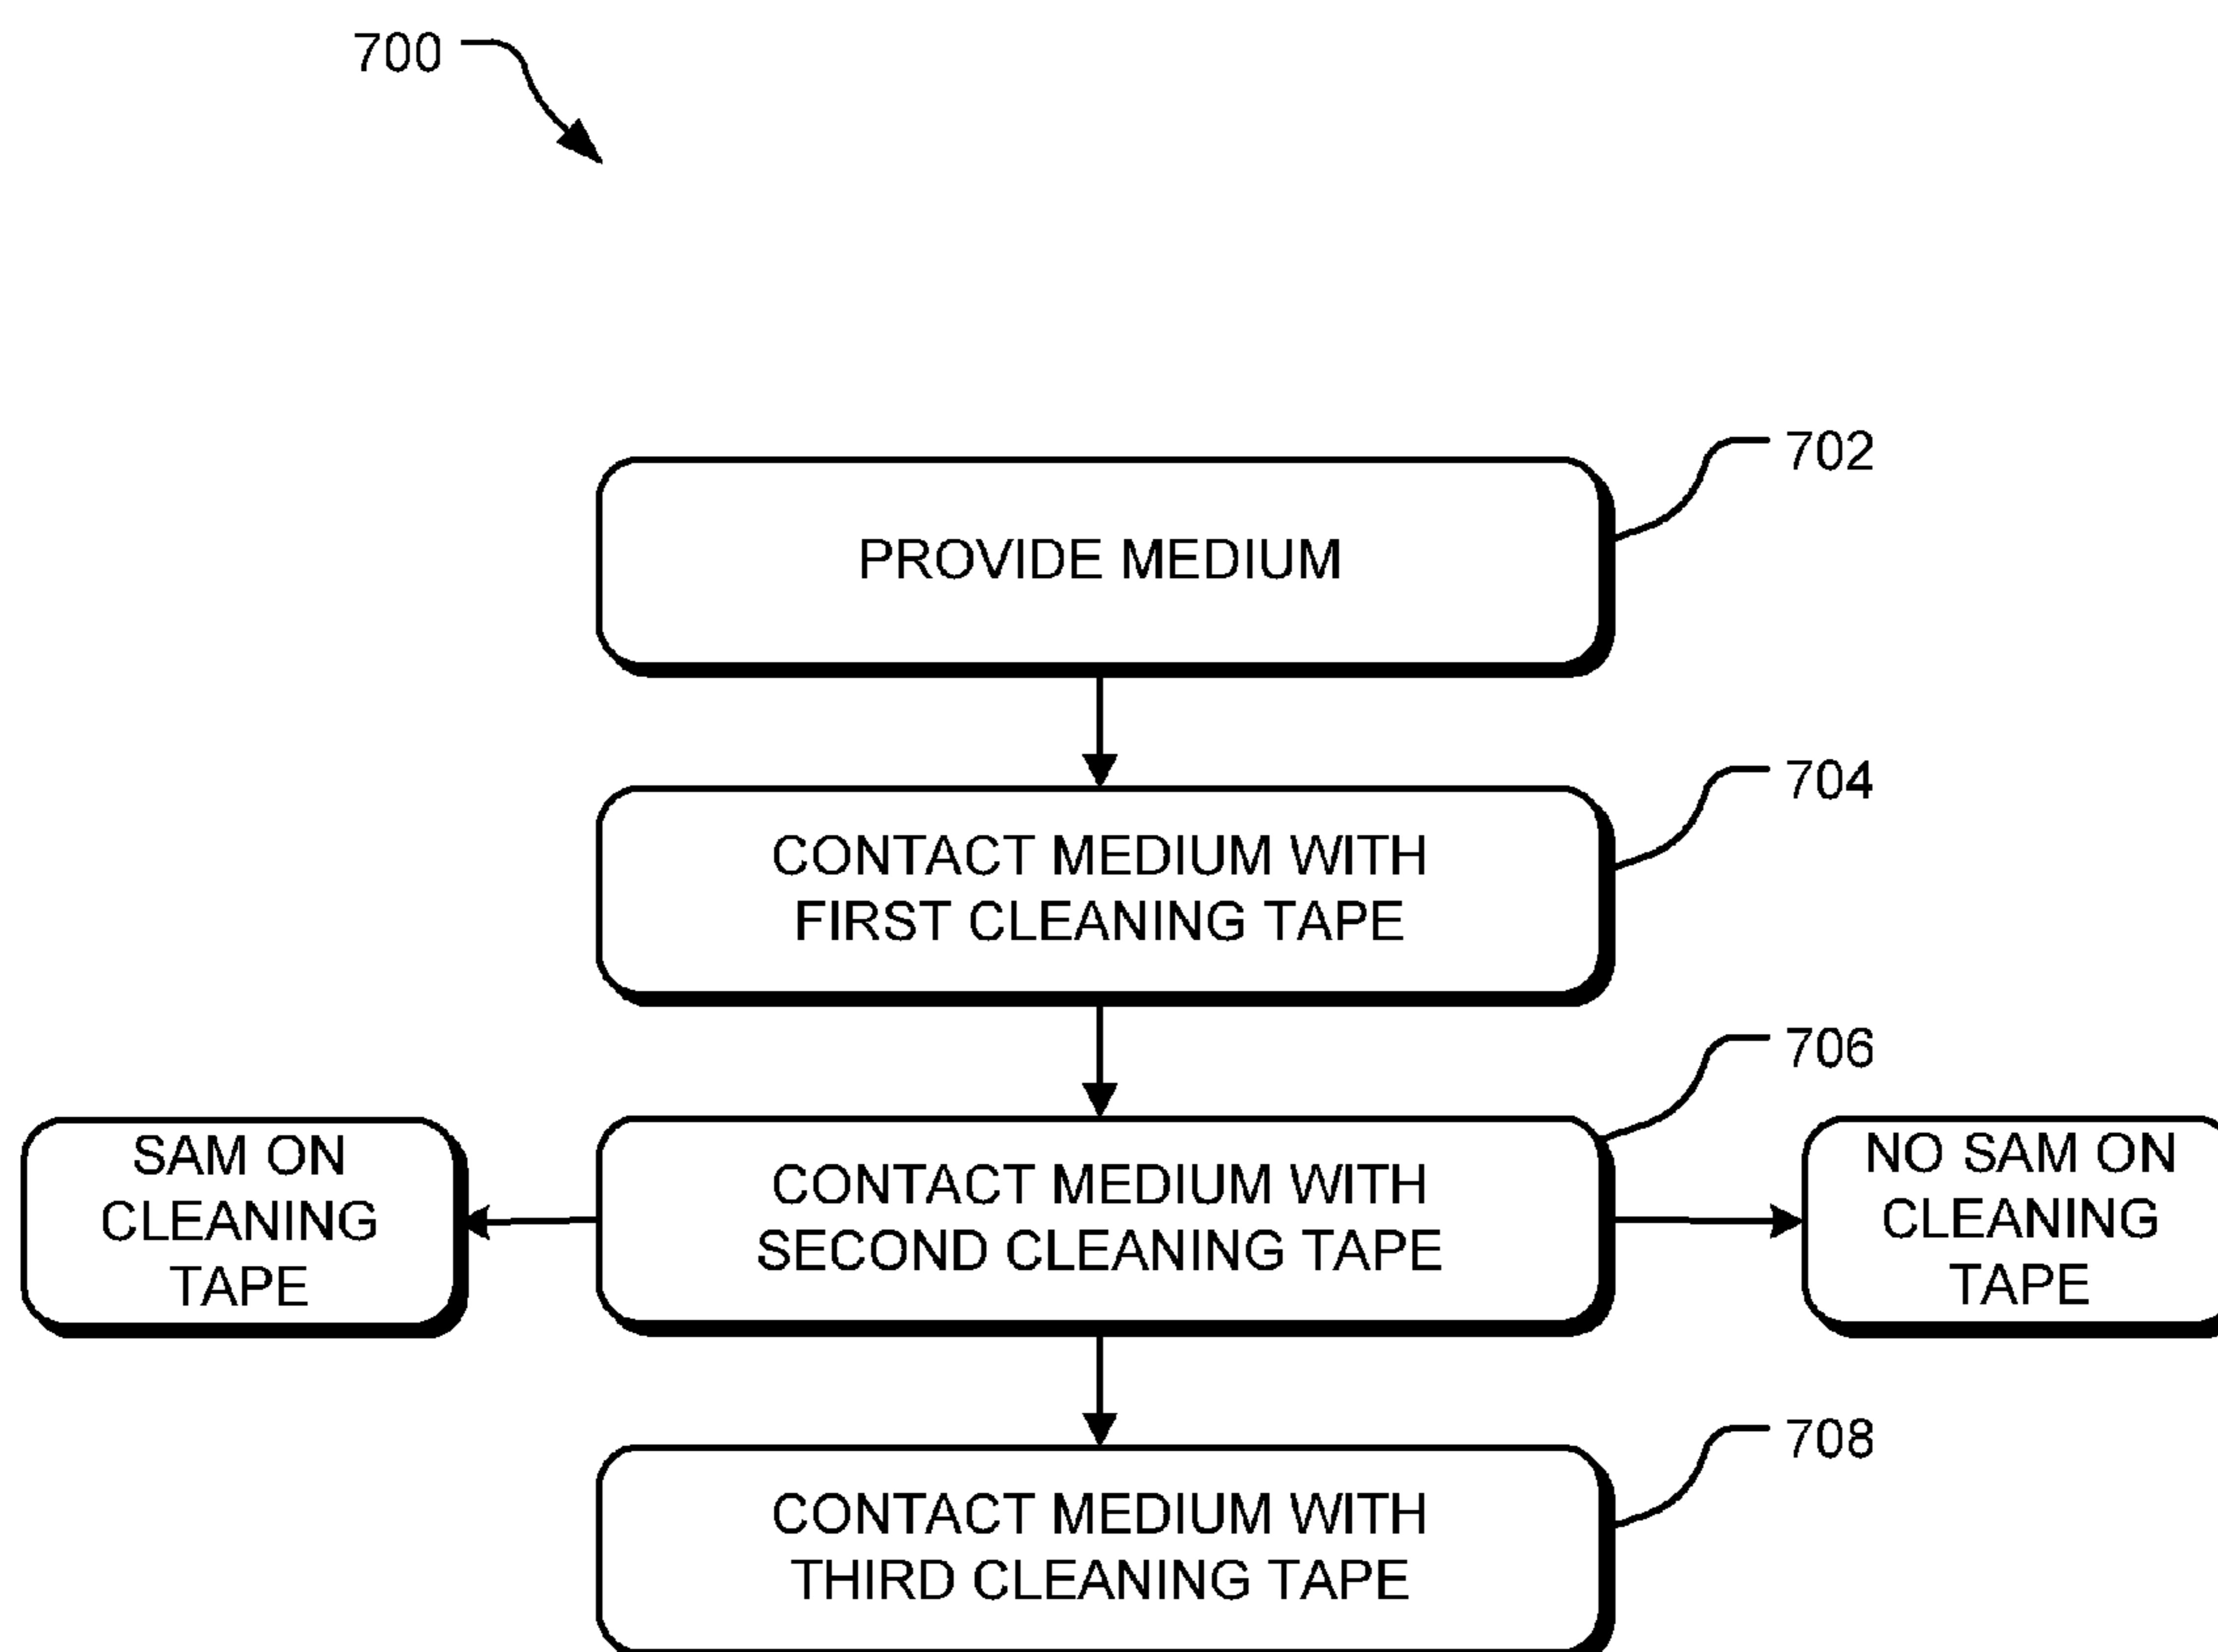 700
702
PROVIDE MEDIUM
704
CONTACT MEDIUM WITH
FIRST CLEANING TAPE
706
SAM ON
CLEANING
TAPE
CONTACT MEDIUM WITH
SECOND CLEANING TAPE
NO SAM ON
CLEANING
TAPE
708
CONTACT MEDIUM WITH
THIRD CLEANING TAPE